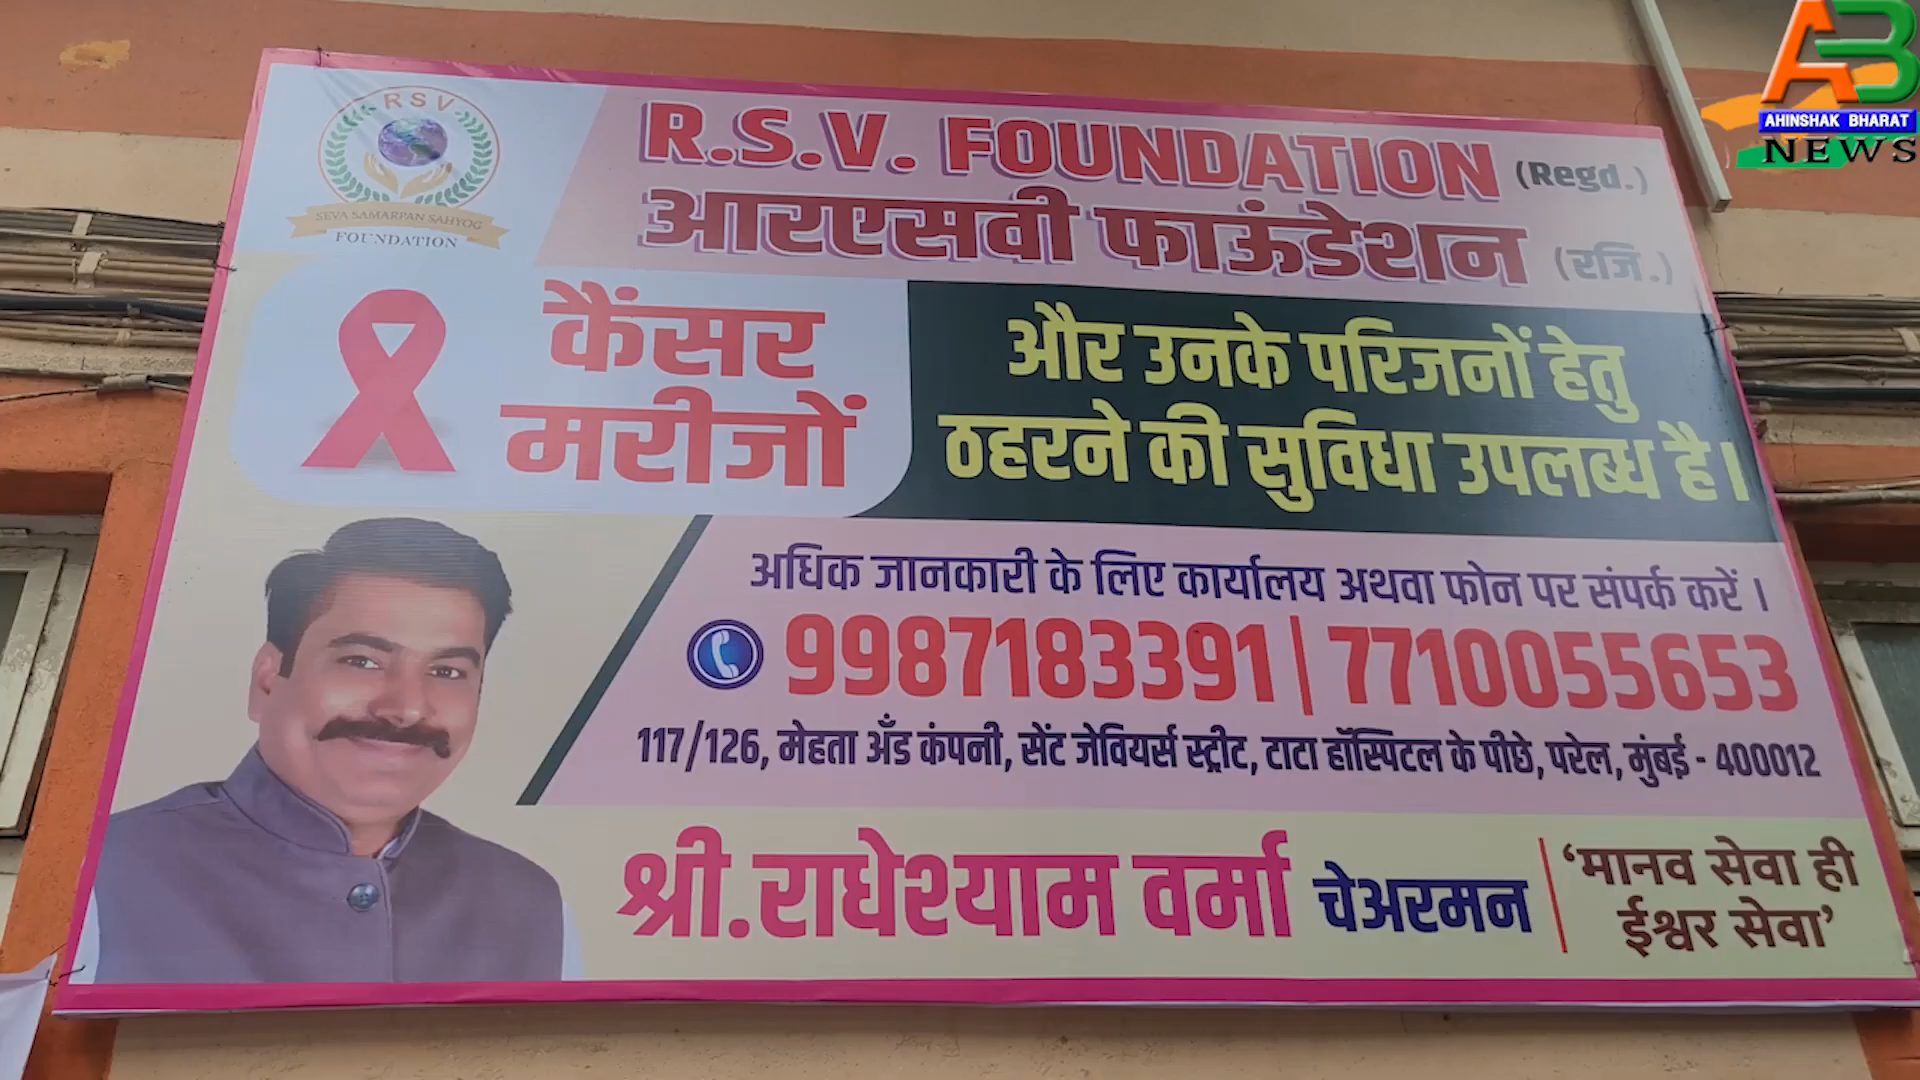 RSV
SEVA SAMARPAN SAHYOG
FOUNDATION
R.S.V. FOUNDATION (Regd.)
आरएसवी फाऊंडेशन (रजि.)
कैंसर
मरीजों
और उनके परिजनों हेतु
ठहरने की सुविधा उपलब्ध है।
अधिक जानकारी के लिए कार्यालय अथवा फोन पर संपर्क करें ।
9987183391 | 7710055653
117/126, मेहता अँड कंपनी, सेंट जेवियर्स स्ट्रीट, टाटा हॉस्पिटल के पीछे, परेल, मुंबई - 400012
श्री.राधेश्याम वर्मा चेअरमन
‘मानव सेवा ही
ईश्वर सेवा’
AB
AHINSHAK BHARAT
NEWS